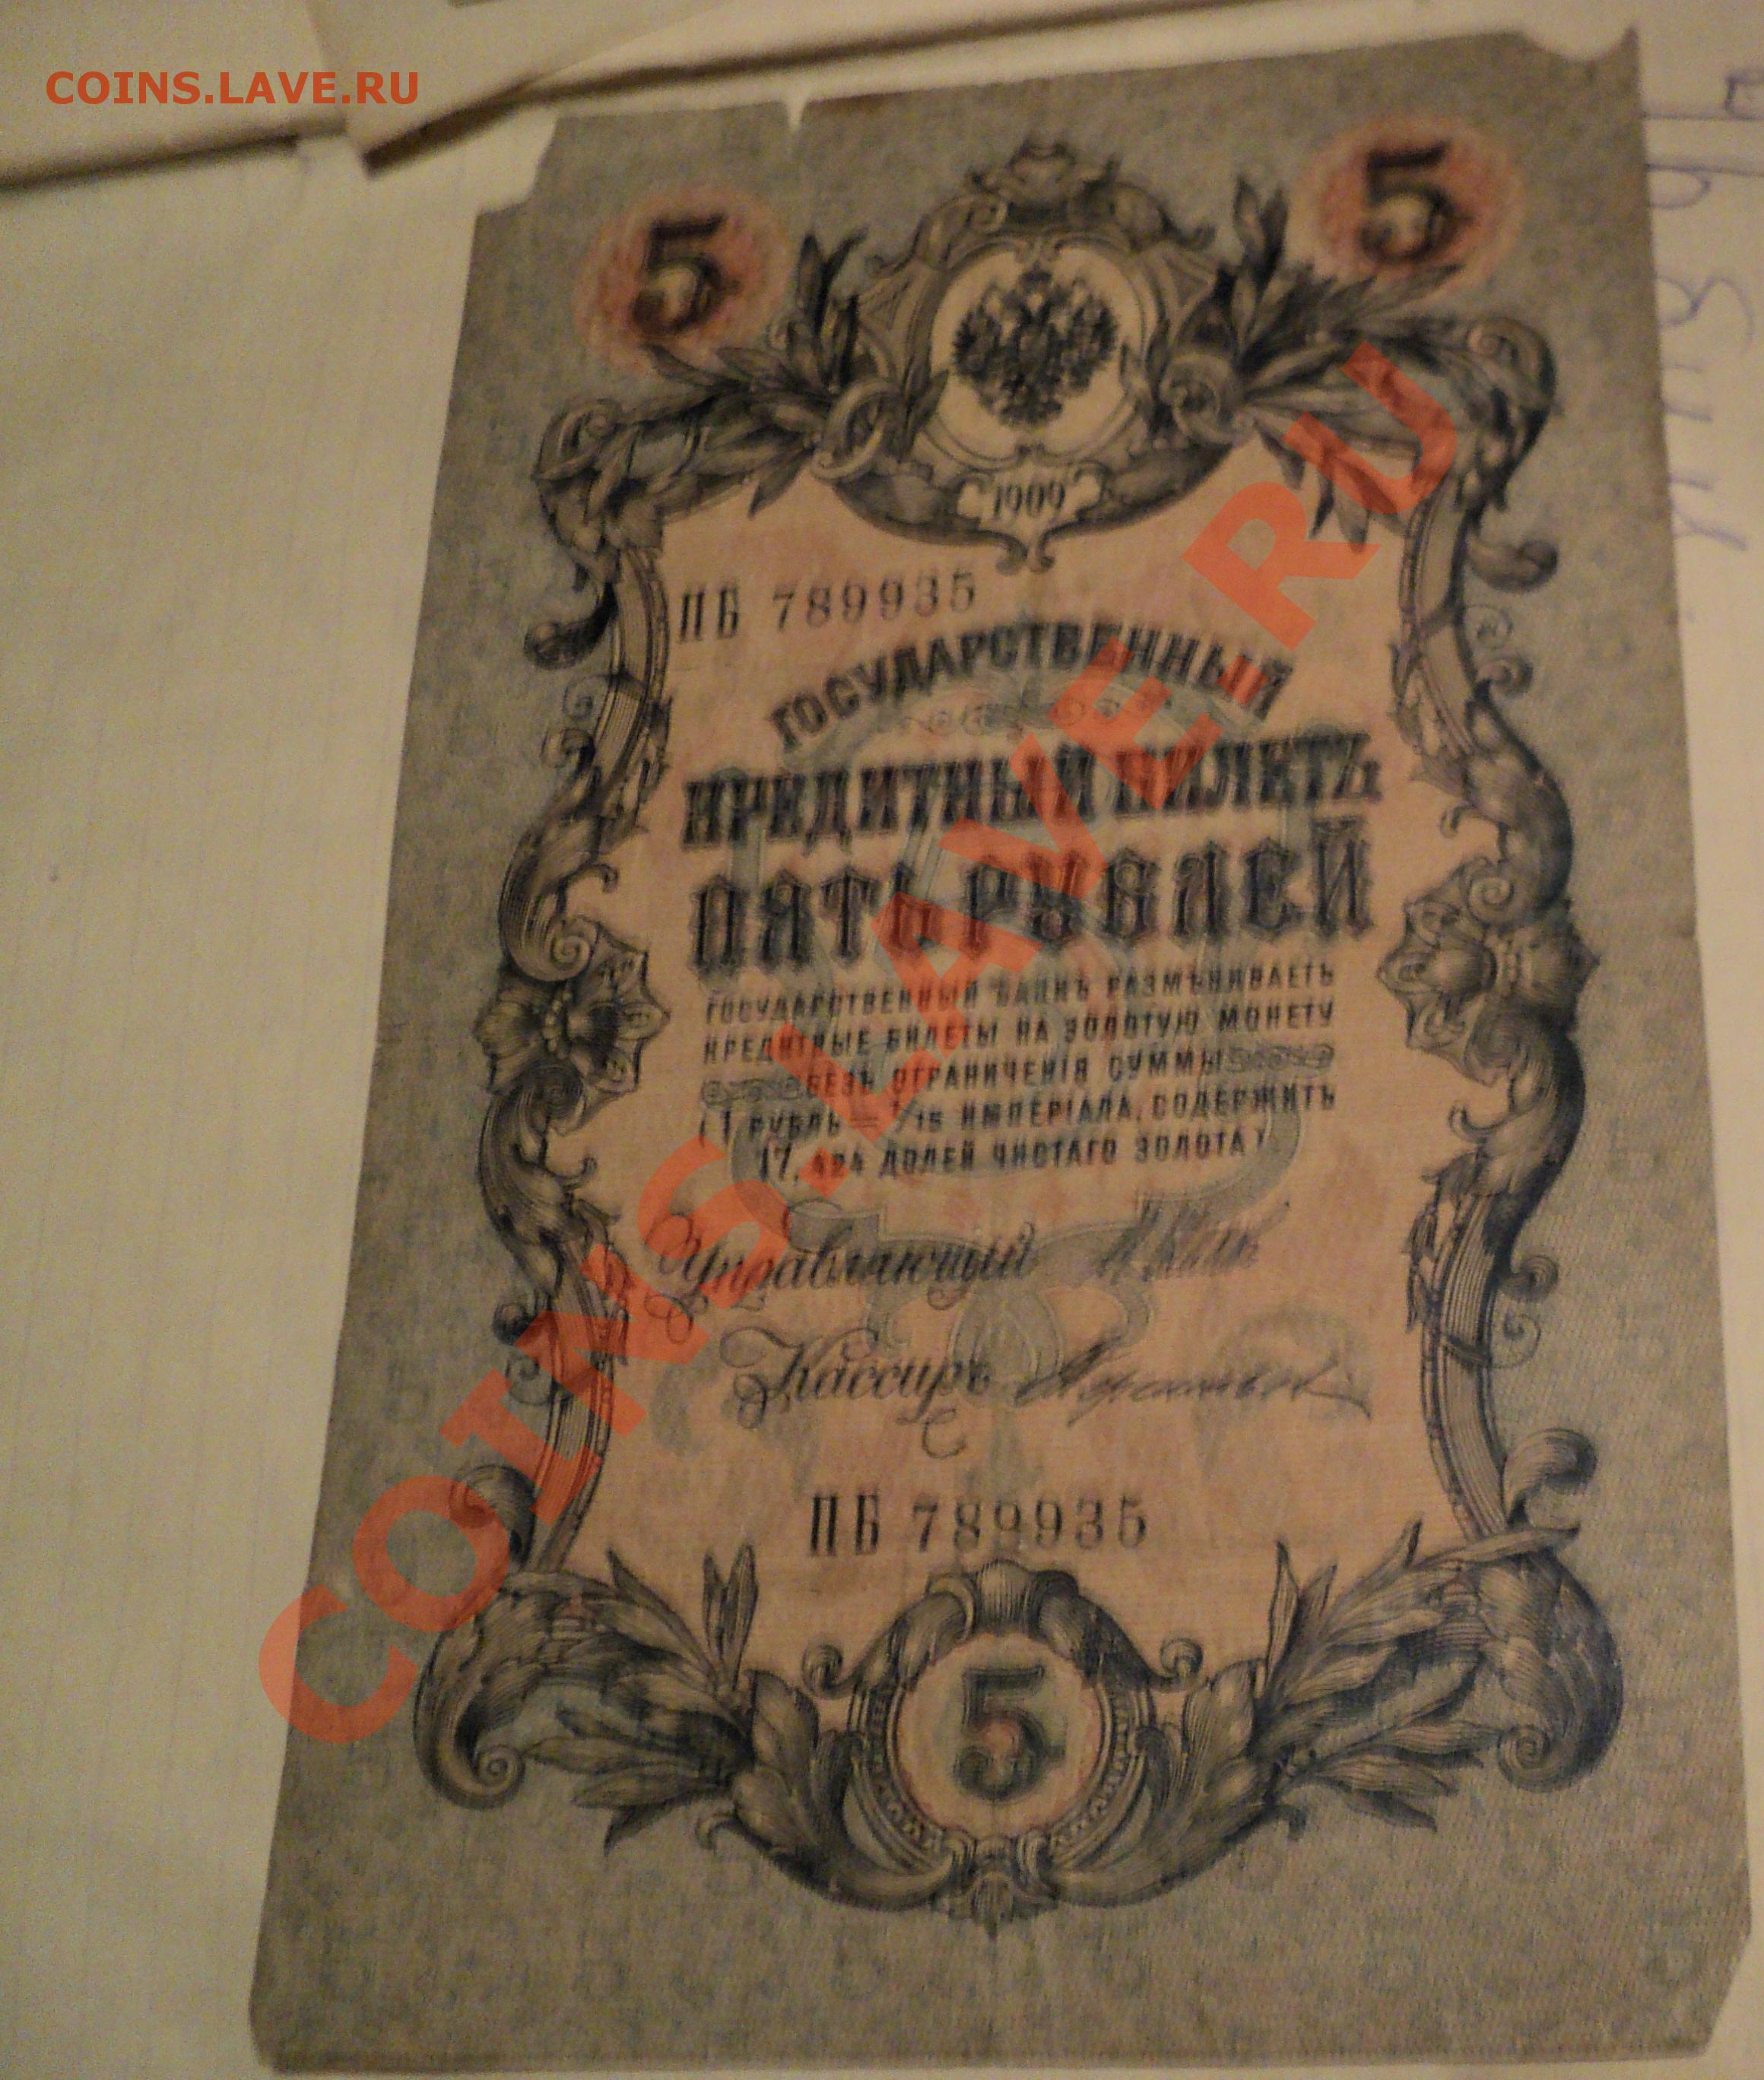 COINS.LAVE.RU
5
5
1909
ПБ 789935
ГОСУДАРСТВЕННЫЙ
КРЕДИТНЫЙ БИЛЕТЪ
ПЯТЬ РУБЛЕЙ
ГОСУДАРСТВЕННЫЙ БАНКЪ РАЗМѢНИВАЕТЪ
КРЕДИТНЫЕ БИЛЕТЫ НА ЗОЛОТУЮ МОНЕТУ
БЕЗЪ ОГРАНИЧЕНІЯ СУММЫ
(1 РУБЛЬ = 1/15 ИМПЕРІАЛА, СОДЕРЖИТЪ
17,424 ДОЛЕЙ ЧИСТАГО ЗОЛОТА)
Управляющий
Кассиръ
ПБ 789935
5
COINS.LAVE.RU